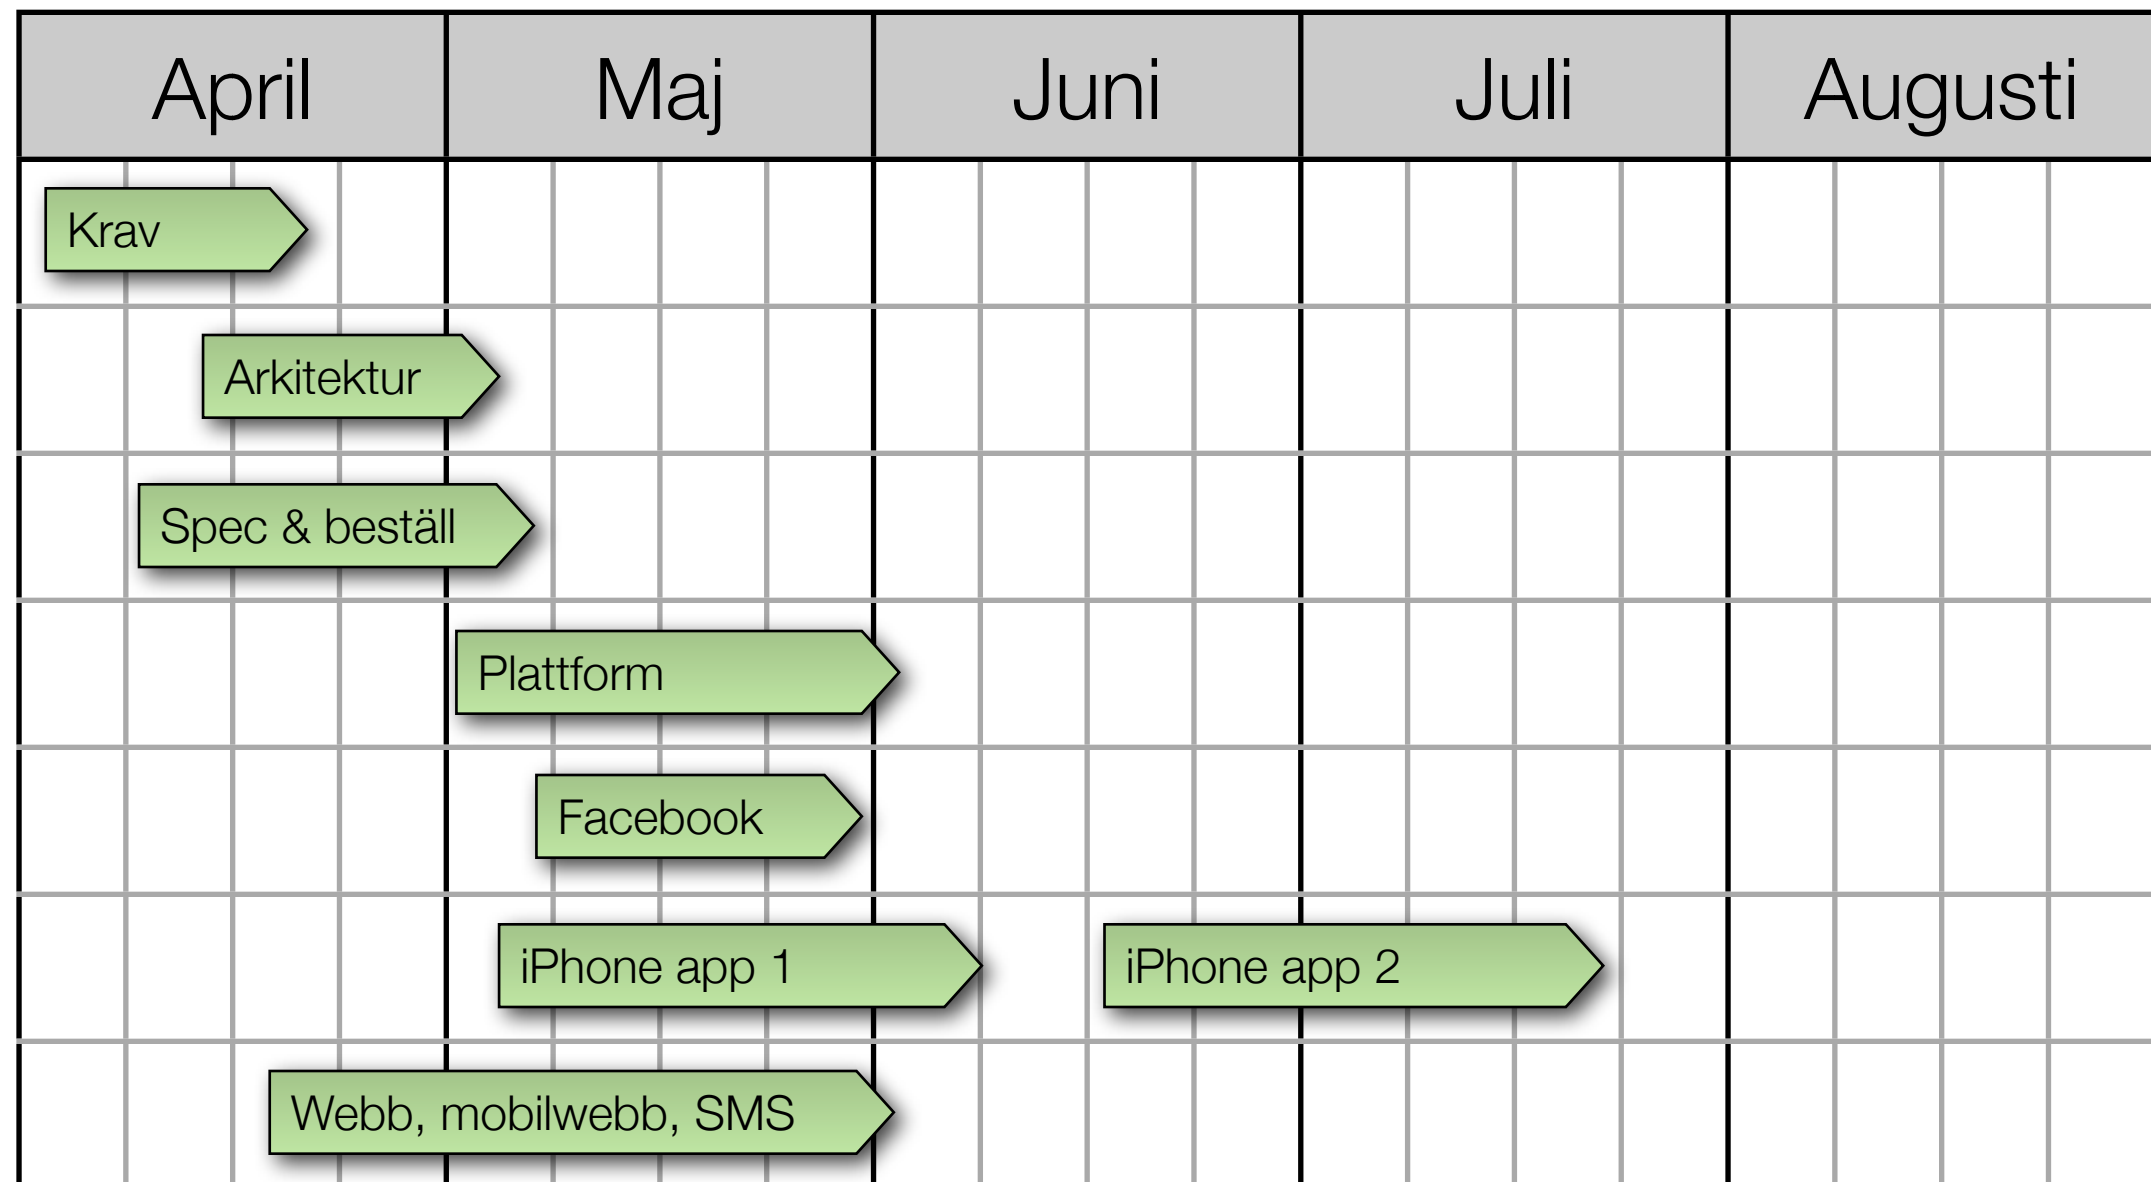 April Maj Juni Juli Augusti
Krav
Arkitektur
Spec & beställ
Plattform
Facebook
iPhone app 1 iPhone app 2
Webb, mobilwebb, SMS